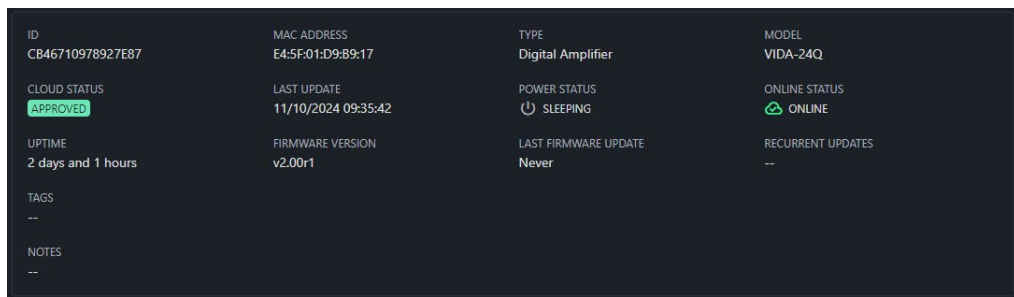 ID
CB46710978927E87
MAC ADDRESS
E4:5F:01:D9:B9:17
TYPE
Digital Amplifier
MODEL
VIDA-24Q
CLOUD STATUS
APPROVED
LAST UPDATE
11/10/2024 09:35:42
POWER STATUS
SLEEPING
ONLINE STATUS
ONLINE
UPTIME
2 days and 1 hours
FIRMWARE VERSION
v2.00r1
LAST FIRMWARE UPDATE
Never
RECURRENT UPDATES
--
TAGS
--
NOTES
--